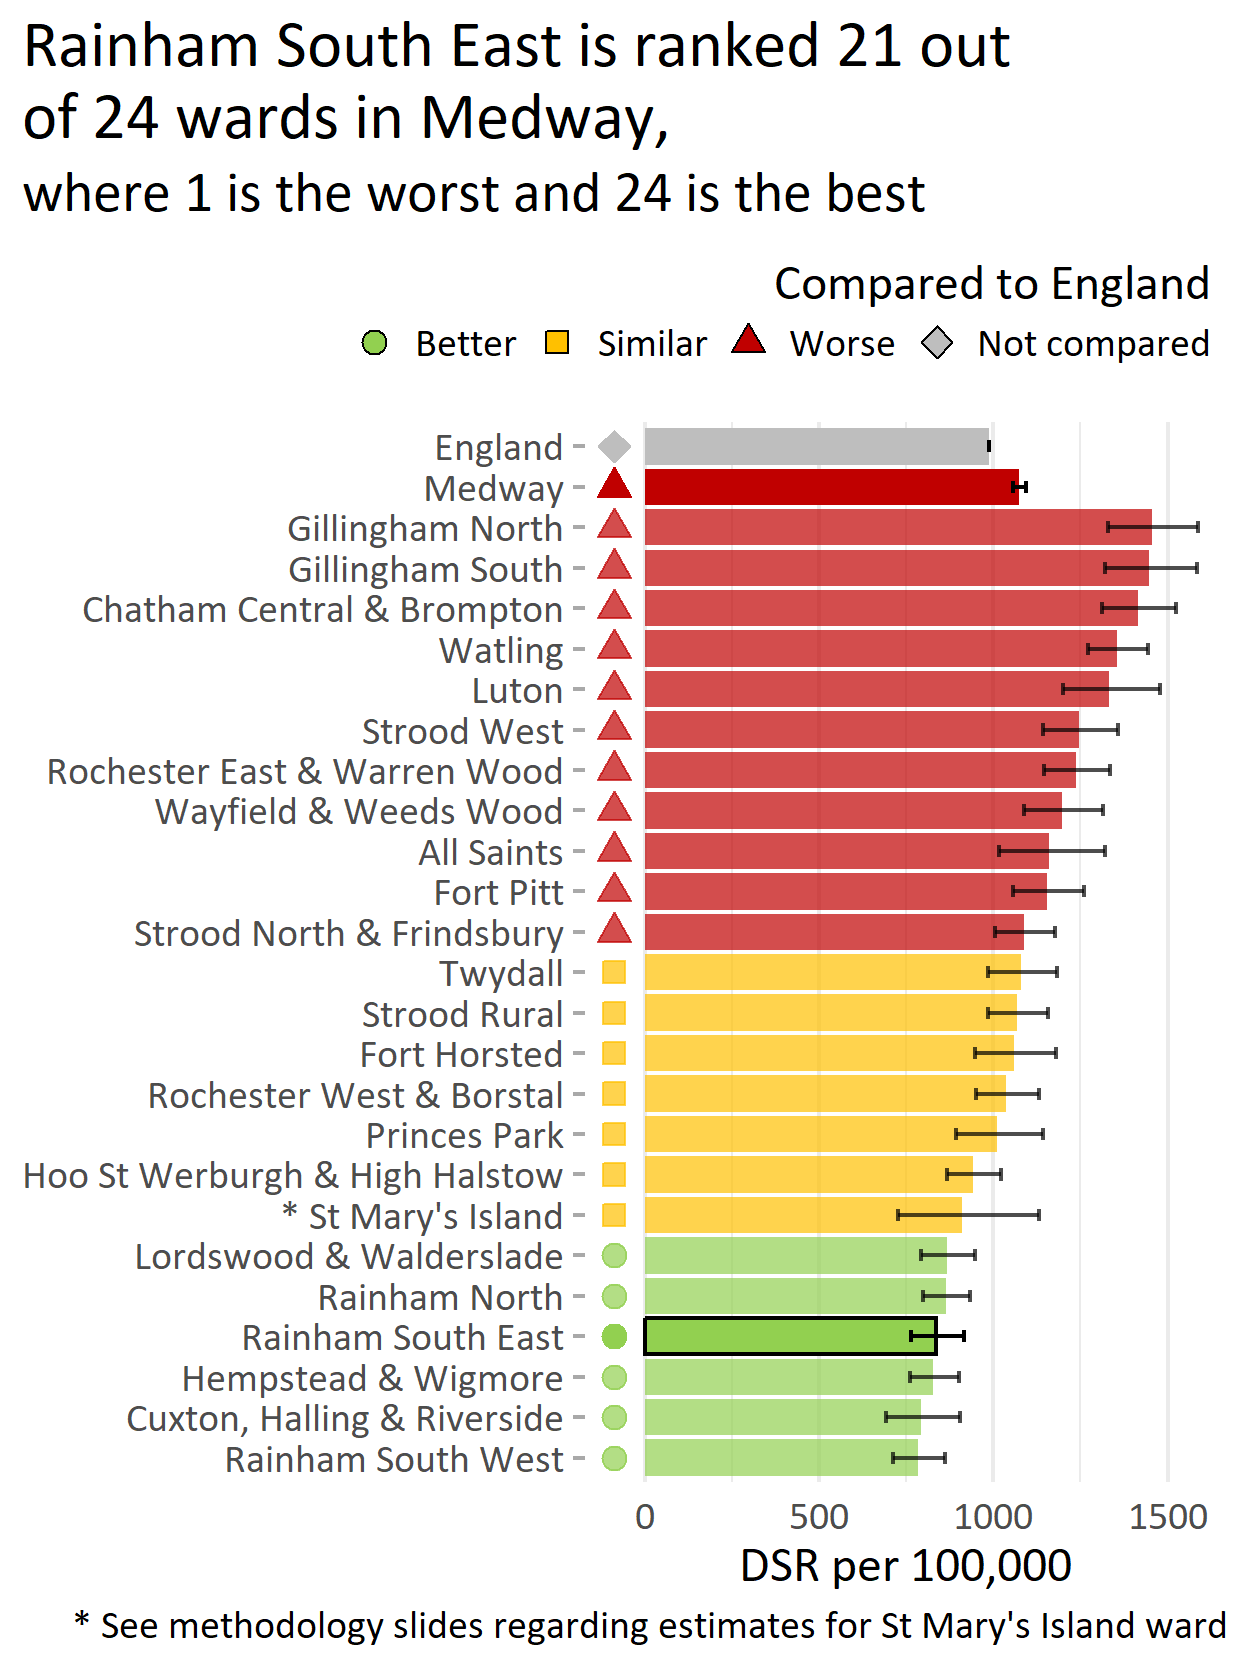 Rainham South East is ranked 21 out
of 24 wards in Medway,
where 1 is the worst and 24 is the best
Compared to England
Better Similar Worse Not compared
England
Medway
Gillingham North
Gillingham South
Chatham Central & Brompton
Watling
Luton
Strood West
Rochester East & Warren Wood
Wayfield & Weeds Wood
All Saints
Fort Pitt
Strood North & Frindsbury
Twydall
Strood Rural
Fort Horsted
Rochester West & Borstal
Princes Park
Hoo St Werburgh & High Halstow
* St Mary's Island
Lordswood & Walderslade
Rainham North
Rainham South East
Hempstead & Wigmore
Cuxton, Halling & Riverside
Rainham South West
0 500 1000 1500
DSR per 100,000
* See methodology slides regarding estimates for St Mary's Island ward